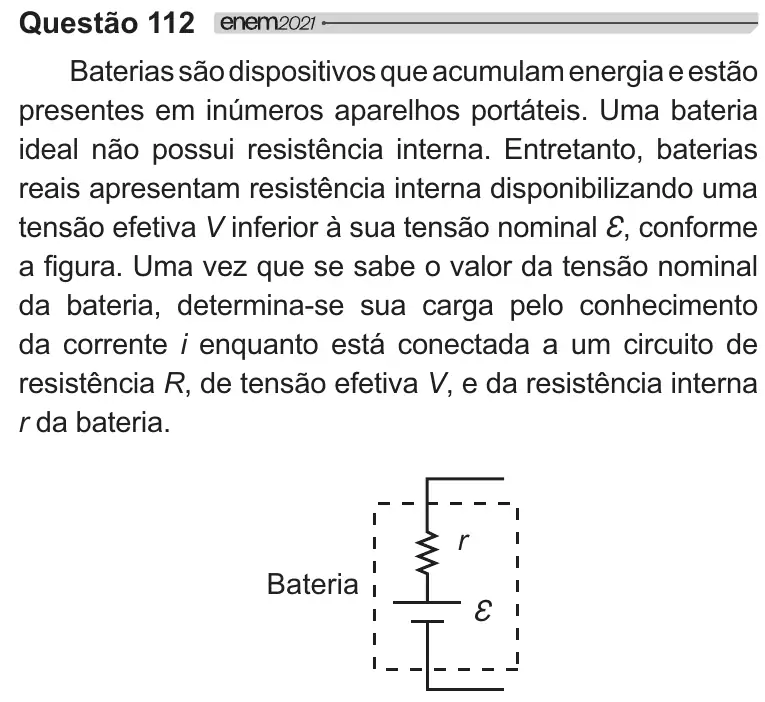 Questão 112 enem2021
Baterias são dispositivos que acumulam energia e estão
presentes em inúmeros aparelhos portáteis. Uma bateria
ideal não possui resistência interna. Entretanto, baterias
reais apresentam resistência interna disponibilizando uma
tensão efetiva V inferior à sua tensão nominal Ɛ, conforme
a figura. Uma vez que se sabe o valor da tensão nominal
da bateria, determina-se sua carga pelo conhecimento
da corrente i enquanto está conectada a um circuito de
resistência R, de tensão efetiva V, e da resistência interna
r da bateria.
r
Bateria
Ɛ